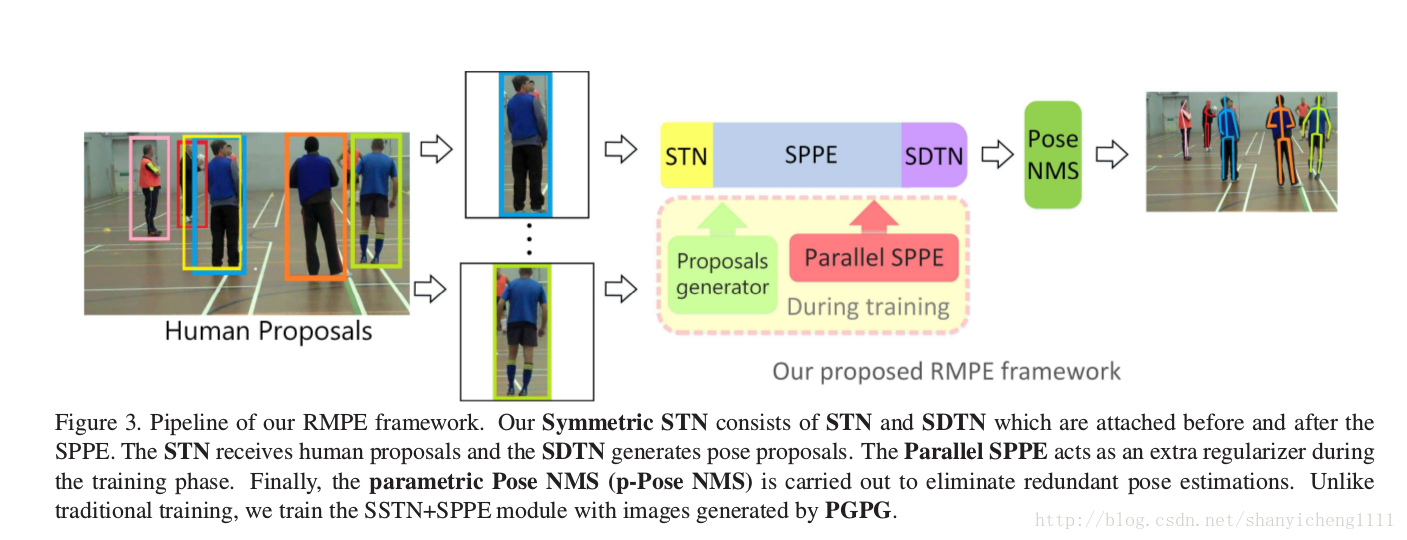 STN
SPPE
SDTN
Pose
NMS
Proposals
generator
Parallel SPPE
During training
Human Proposals
Our proposed RMPE framework
Figure 3. Pipeline of our RMPE framework. Our Symmetric STN consists of STN and SDTN which are attached before and after the
SPPE. The STN receives human proposals and the SDTN generates pose proposals. The Parallel SPPE acts as an extra regularizer during
the training phase. Finally, the parametric Pose NMS (p-Pose NMS) is carried out to eliminate redundant pose estimations. Unlike
traditional training, we train the SSTN+SPPE module with images generated by PGPG.
http://blog.csdn.net/shanyicheng1111